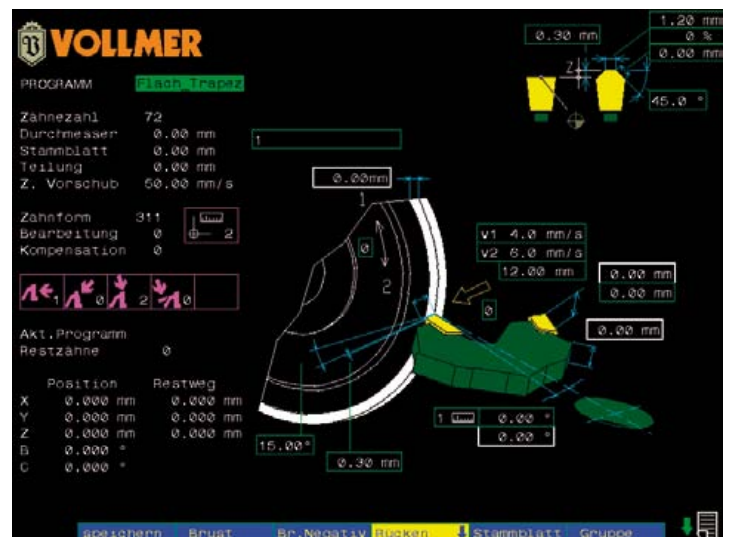 VOLLMER
PROGRAMM Flach_Trapez
Zähnezahl 72
Durchmesser 0.00 mm
Stammblatt 0.00 mm
Teilung 0.00 mm
Z. Vorschub 50.00 mm/s
Zahnform 311
Bearbeitung 0
Kompensation 0
2
1 0 2 0
Akt.Programm
Restzähne 0
Position Restweg
X 0.000 mm 0.000 mm
Y 0.000 mm 0.000 mm
Z 0.000 mm 0.000 mm
B 0.000 °
C 0.000 °
1
0.00mm
1
0
2
15.00°
0.30 mm
0.30 mm
1.20 mm
0 %
0.00 mm
Z
45.0 °
v1 4.0 mm/s
v2 6.0 mm/s
12.00 mm
0
0.00 mm
0.00 mm
0.00 mm
1 0.00 °
0.00 °
speichern Brust Br.Negativ Rücken Stammblatt Gruppe